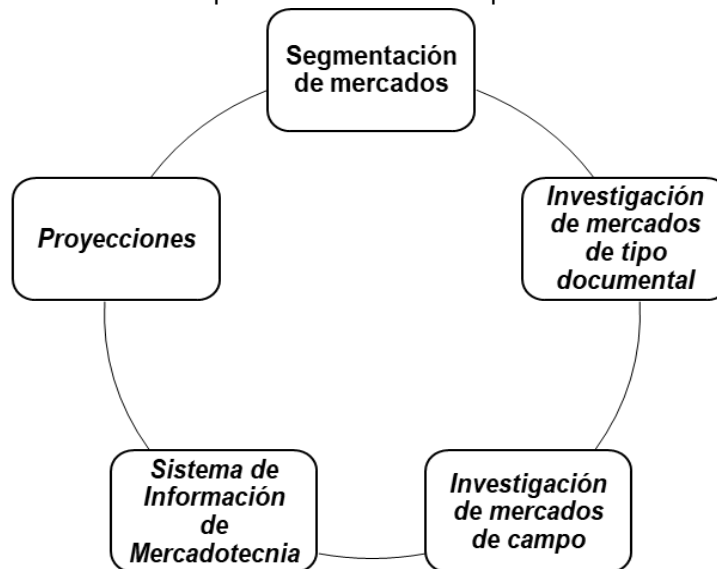 Segmentación
de mercados
Investigación
de mercados
de tipo
documental
Investigación
de mercados
de campo
Sistema de
Información
de
Mercadotecnia
Proyecciones